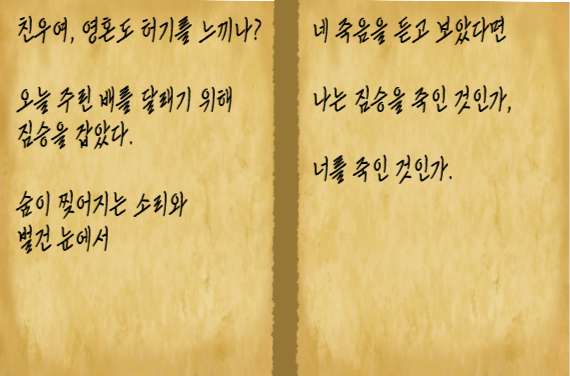 친우여, 영혼도 허기를 느끼나?
오늘 주린 배를 달래기 위해
짐승을 잡았다.
숨이 찢어지는 소리와
벌건 눈에서
네 죽음을 듣고 보았다면
나는 짐승을 죽인 것인가,
너를 죽인 것인가.